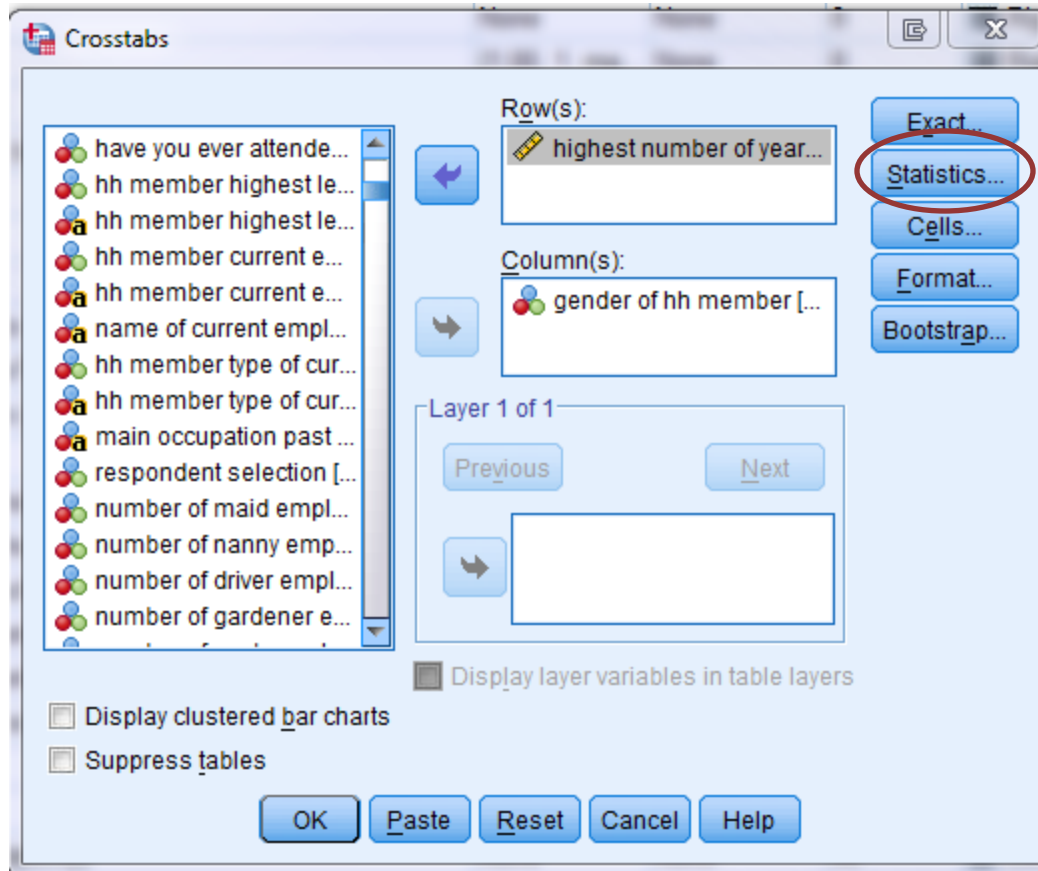 Crosstabs
have you ever attende...
hh member highest le...
hh member highest le...
hh member current e...
hh member current e...
name of current empl...
hh member type of cur...
hh member type of cur...
main occupation past ...
respondent selection [...
number of maid empl...
number of nanny emp...
number of driver empl...
number of gardener e...
Row(s):
highest number of year...
Column(s):
gender of hh member [...
Layer 1 of 1
Previous
Next
Display layer variables in table layers
Exact...
Statistics...
Cells...
Format...
Bootstrap...
Display clustered bar charts
Suppress tables
OK
Paste
Reset
Cancel
Help